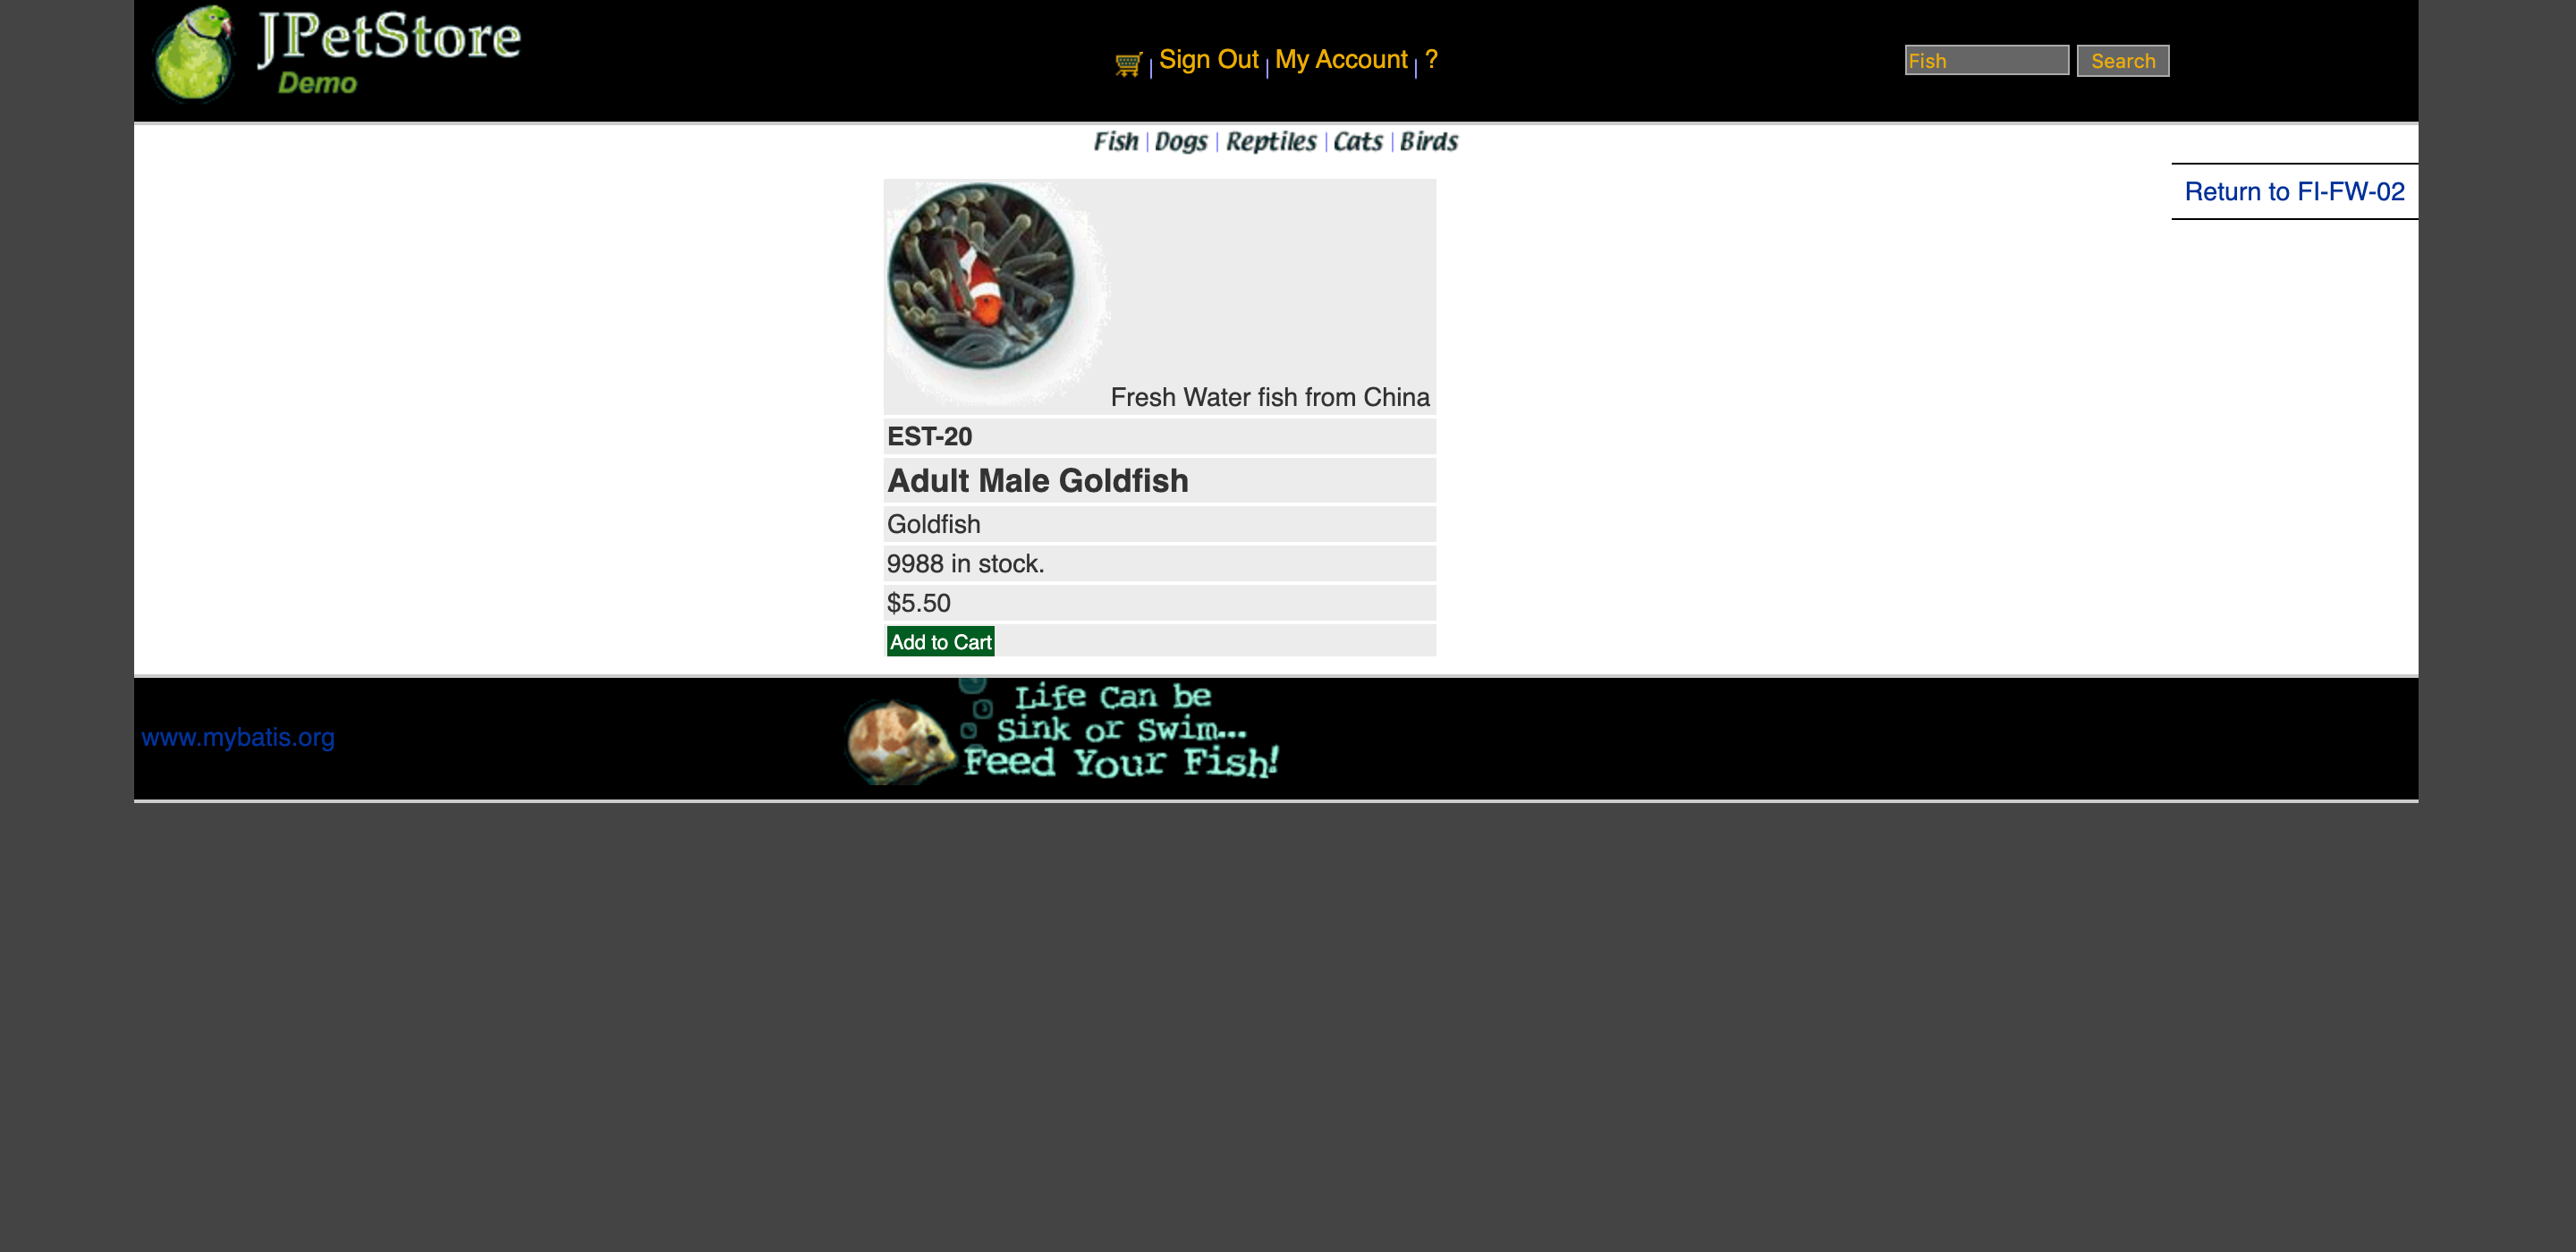 JPetStore
Demo
| Sign Out | My Account | ?
Fish
Search
Fish | Dogs | Reptiles | Cats | Birds
Return to FI-FW-02
Fresh Water fish from China
EST-20
Adult Male Goldfish
Goldfish
9988 in stock.
$5.50
Add to Cart
www.mybatis.org
Life Can be
Sink or Swim...
Feed Your Fish!